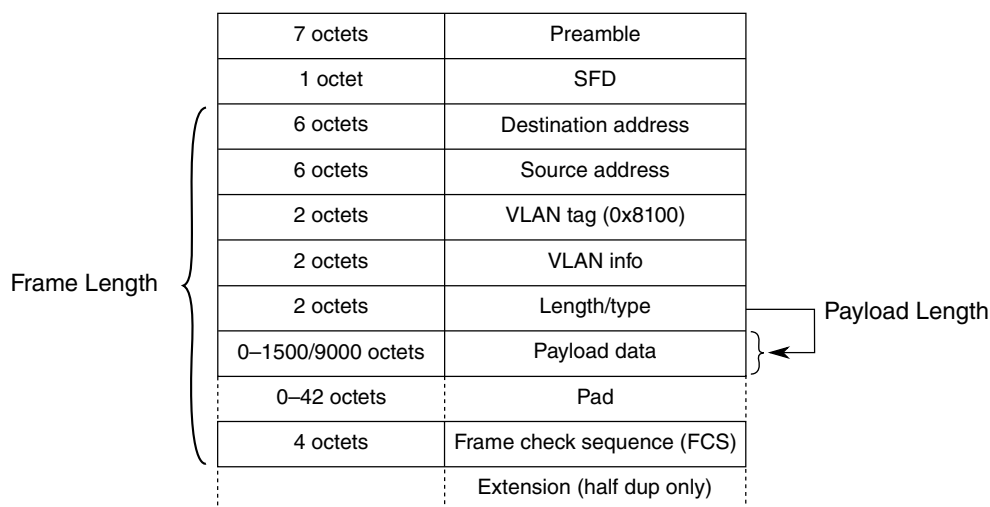 7 octets Preamble
1 octet SFD
6 octets Destination address
6 octets Source address
2 octets VLAN tag (0x8100)
2 octets VLAN info
Frame Length
2 octets Length/type
Payload Length
0–1500/9000 octets Payload data
0–42 octets Pad
4 octets Frame check sequence (FCS)
Extension (half dup only)